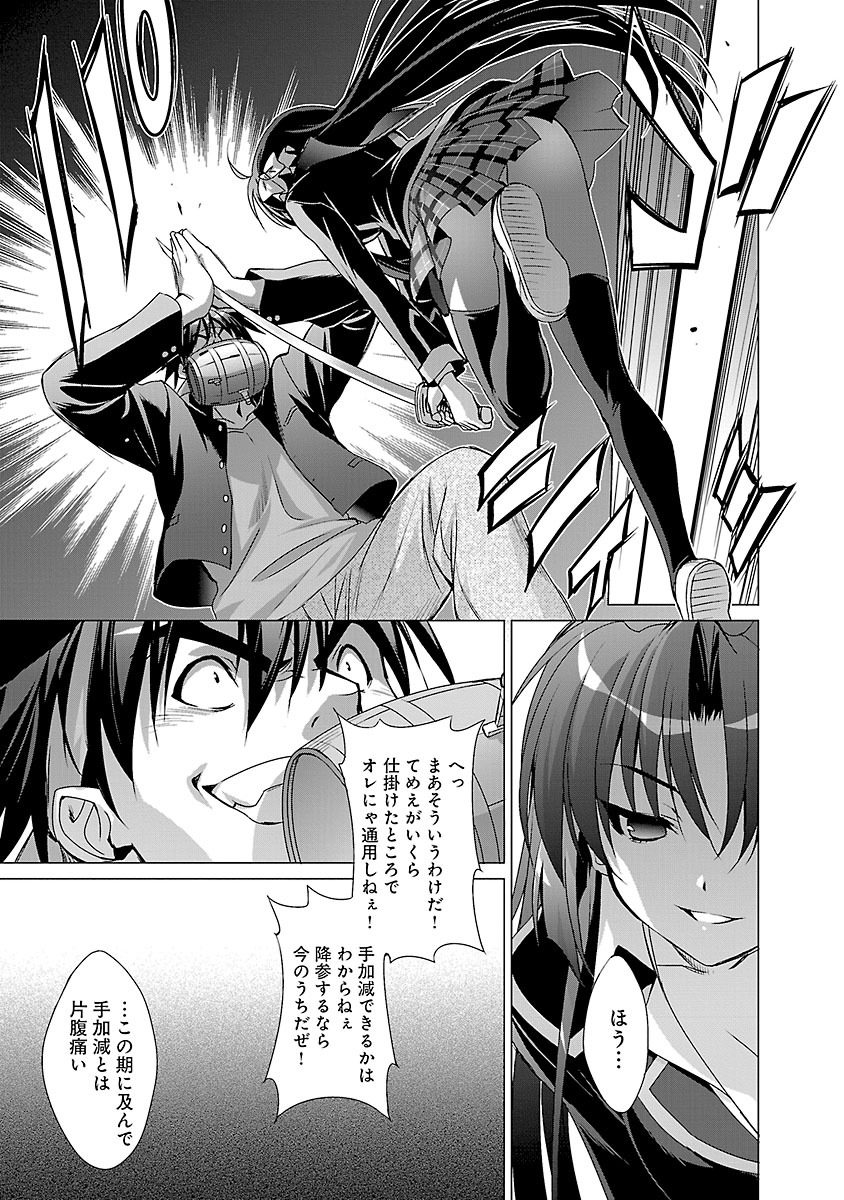 ほう…
へっ
まあそういうわけだ！
てめえがいくら
仕掛けたところで
オレにゃ通用しねぇ！
手加減できるかは
わからねぇ
降参するなら
今のうちだぜ！
…この期に及んで
手加減とは
片腹痛い